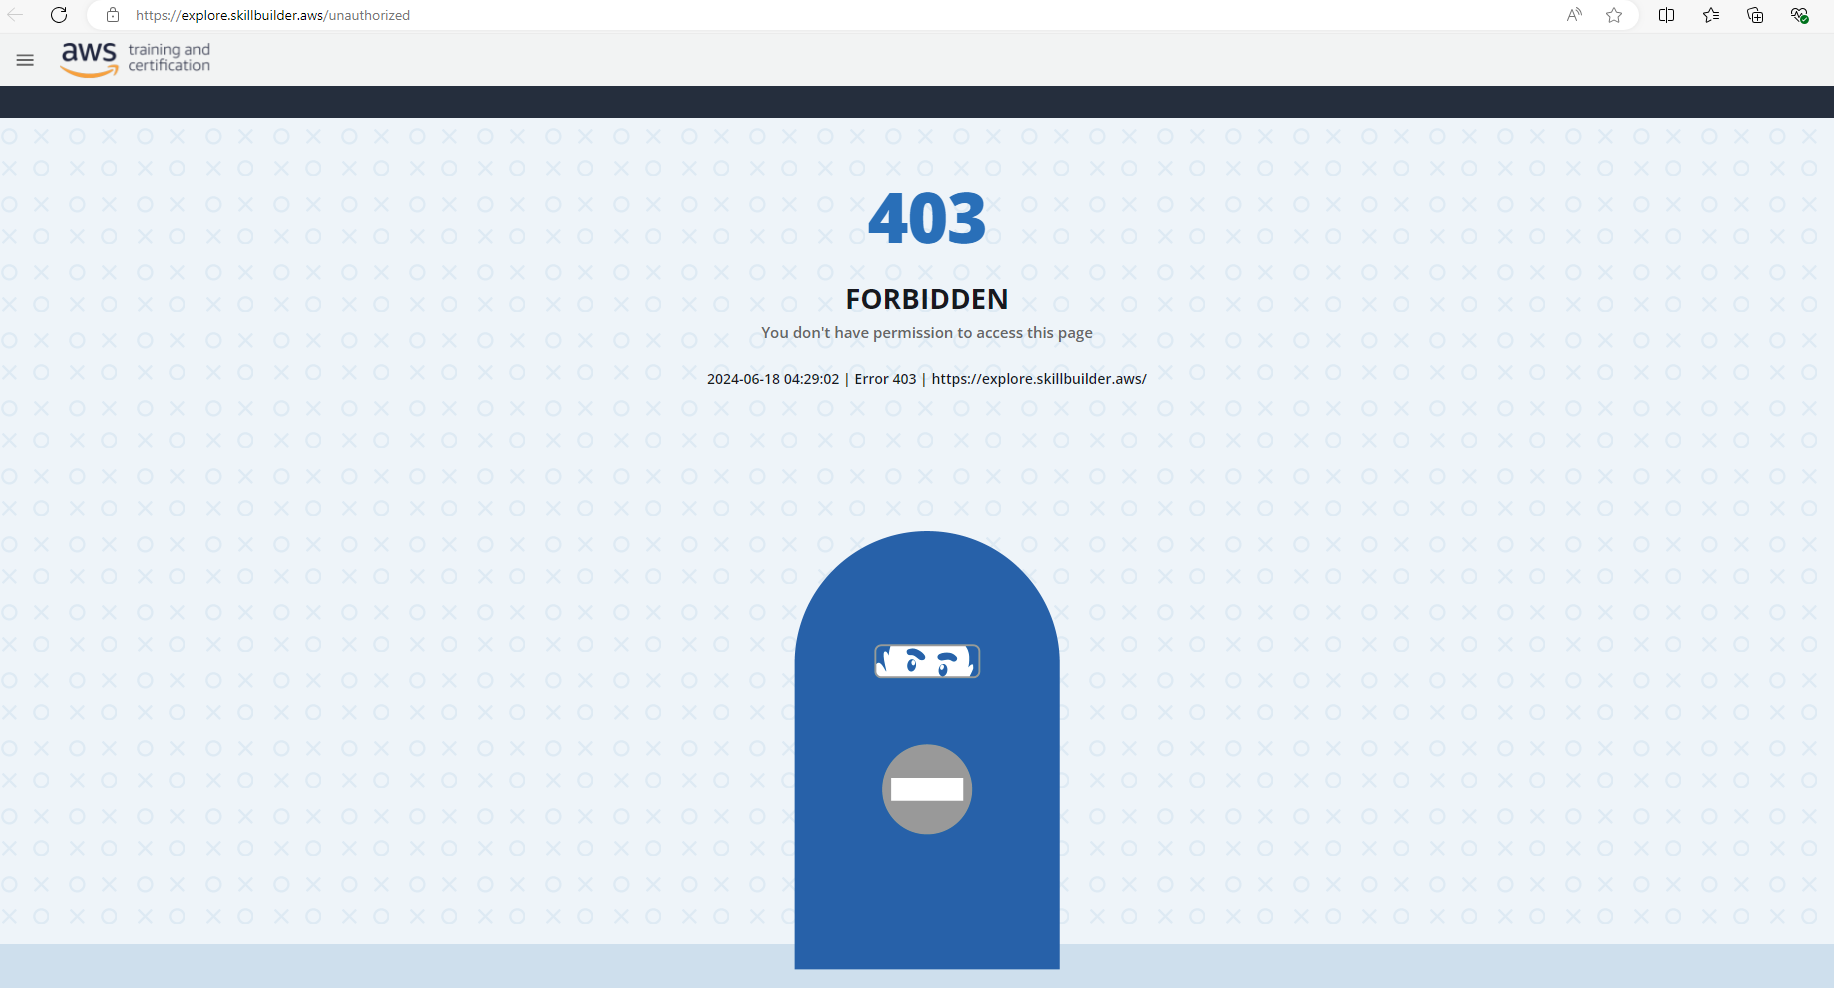 https://explore.skillbuilder.aws/unauthorized
aws training and
certification
403
FORBIDDEN
You don't have permission to access this page
2024-06-18 04:29:02 | Error 403 | https://explore.skillbuilder.aws/